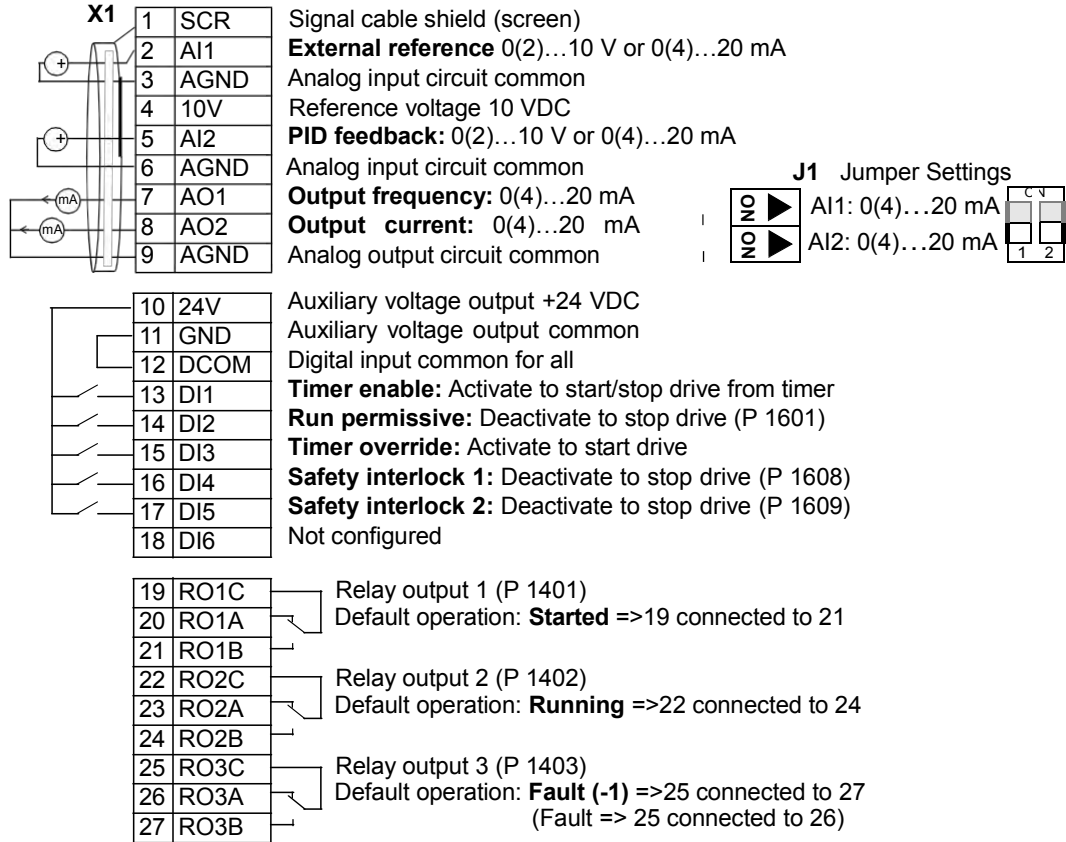 X1
1 SCR Signal cable shield (screen)
2 AI1 External reference 0(2)…10 V or 0(4)…20 mA
3 AGND Analog input circuit common
4 10V Reference voltage 10 VDC
5 AI2 PID feedback: 0(2)…10 V or 0(4)…20 mA
6 AGND Analog input circuit common
7 AO1 Output frequency: 0(4)…20 mA
8 AO2 Output current: 0(4)…20 mA
9 AGND Analog output circuit common
+
+
mA
mA
J1 Jumper Settings
ON AI1: 0(4)…20 mA
ON AI2: 0(4)…20 mA
1 2
10 24V Auxiliary voltage output +24 VDC
11 GND Auxiliary voltage output common
12 DCOM Digital input common for all
13 DI1 Timer enable: Activate to start/stop drive from timer
14 DI2 Run permissive: Deactivate to stop drive (P 1601)
15 DI3 Timer override: Activate to start drive
16 DI4 Safety interlock 1: Deactivate to stop drive (P 1608)
17 DI5 Safety interlock 2: Deactivate to stop drive (P 1609)
18 DI6 Not configured
19 RO1C Relay output 1 (P 1401)
20 RO1A Default operation: Started =>19 connected to 21
21 RO1B
22 RO2C Relay output 2 (P 1402)
23 RO2A Default operation: Running =>22 connected to 24
24 RO2B
25 RO3C Relay output 3 (P 1403)
26 RO3A Default operation: Fault (-1) =>25 connected to 27
27 RO3B (Fault => 25 connected to 26)